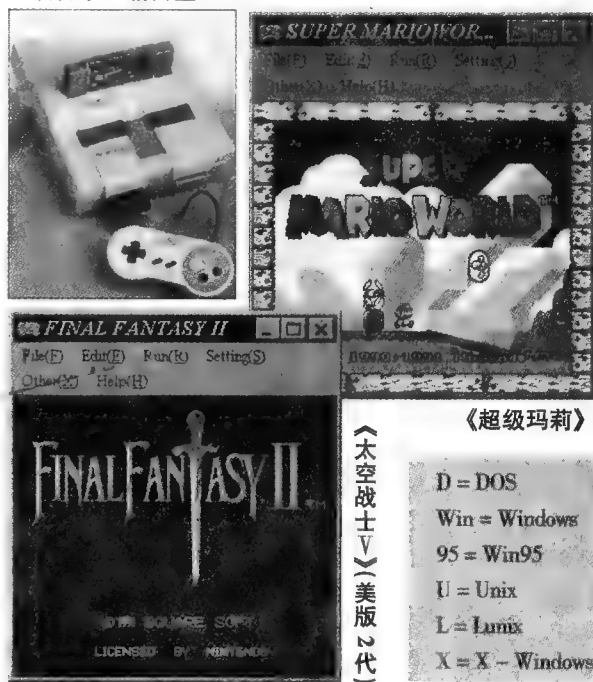 SUPER MARIOWOR...
File(F) Edit(E) Run(R) Setting(S)
Other(X) Help(H)
SUPER
MARIO WORLD
FINAL FANTASY II
File(F) Edit(E) Run(R) Setting(S)
Other(X) Help(H)
FINAL FANTASY II
SQUARE SOFT
LICENSED BY NINTENDO
《超级玛莉》
《太空战士V》(美版2代)
D = DOS
Win = Windows
95 = Win95
U = Unix
L = Lunix
X = X - Windows